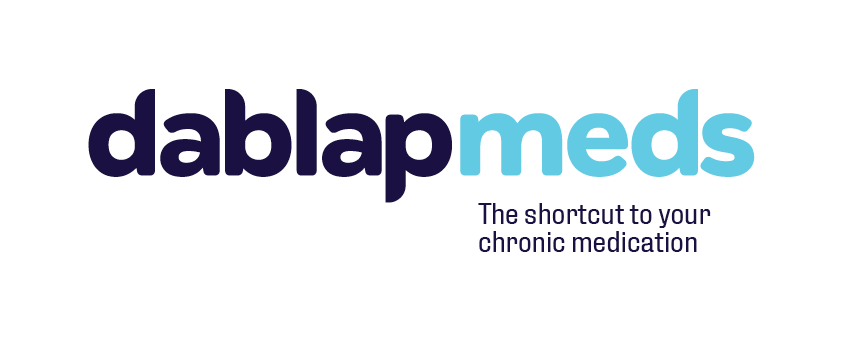 dablapmeds
The shortcut to your
chronic medication